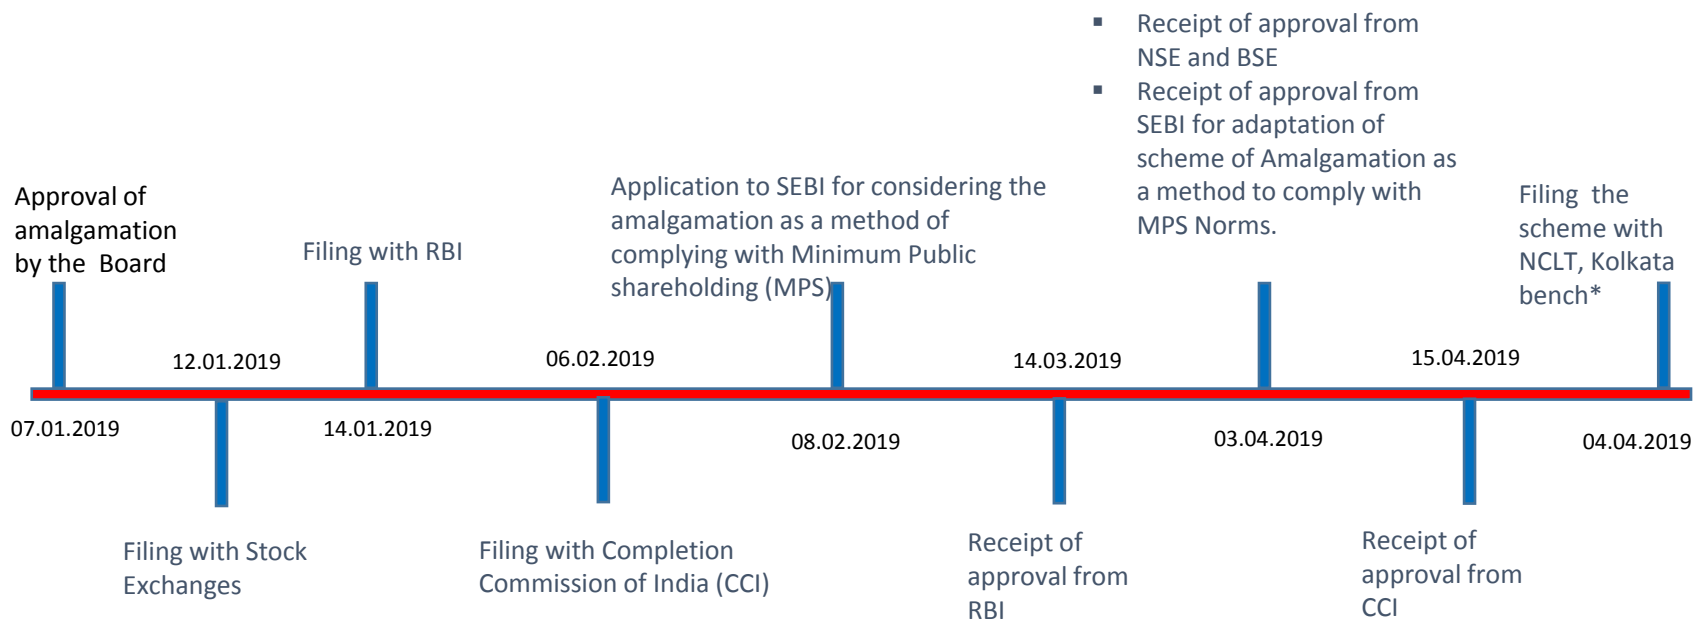 ▪ Receipt of approval from
NSE and BSE
▪ Receipt of approval from
SEBI for adaptation of
scheme of Amalgamation as
a method to comply with
MPS Norms.
Approval of
amalgamation
by the Board
Filing with RBI
Application to SEBI for considering the
amalgamation as a method of
complying with Minimum Public
shareholding (MPS)
Filing the
scheme with
NCLT, Kolkata
bench*
12.01.2019
06.02.2019
14.03.2019
15.04.2019
07.01.2019
14.01.2019
08.02.2019
03.04.2019
04.04.2019
Filing with Stock
Exchanges
Filing with Completion
Commission of India (CCI)
Receipt of
approval from
RBI
Receipt of
approval from
CCI